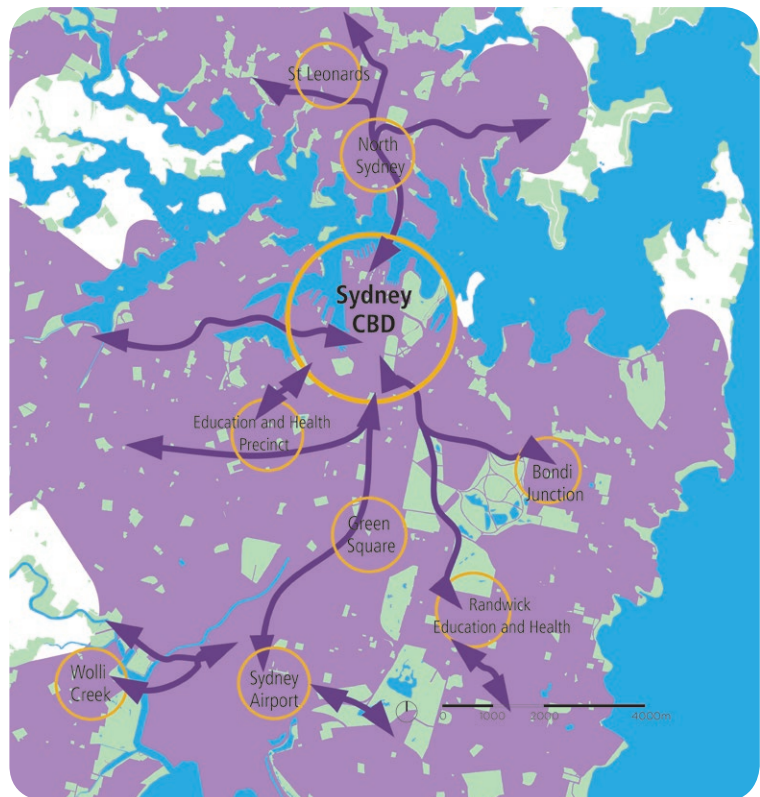 St Leonards
North
Sydney
Sydney
CBD
Education and Health
Precinct
Bondi
Junction
Green
Square
Randwick
Education and Health
Wolli
Creek
Sydney
Airport
0 1000 2000 4000m